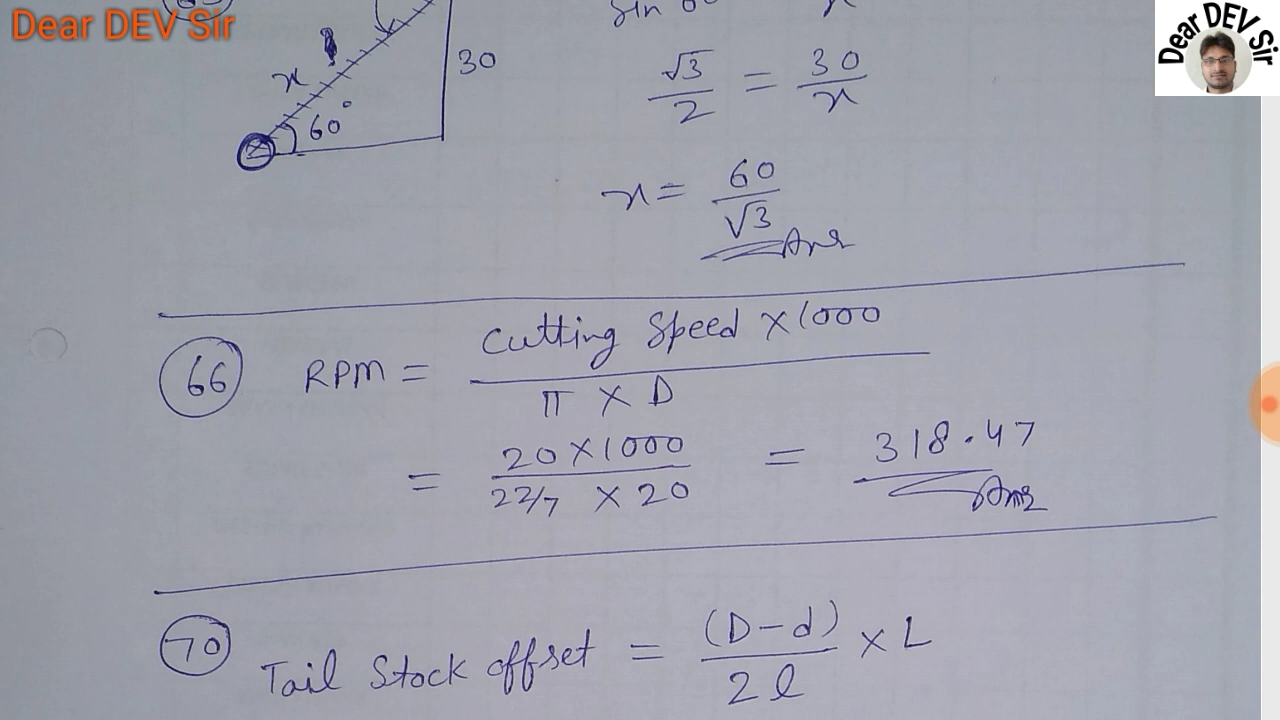 Dear DEV Sir
Dear DEV Sir
x
60°
30
√3/2 = 30/x
x = 60/√3 Ans
66 RPM = Cutting Speed × 1000 / π × D
= 20 × 1000 / 22/7 × 20 = 318.47 Ans
70 Tail Stock offset = (D-d)/2l × L